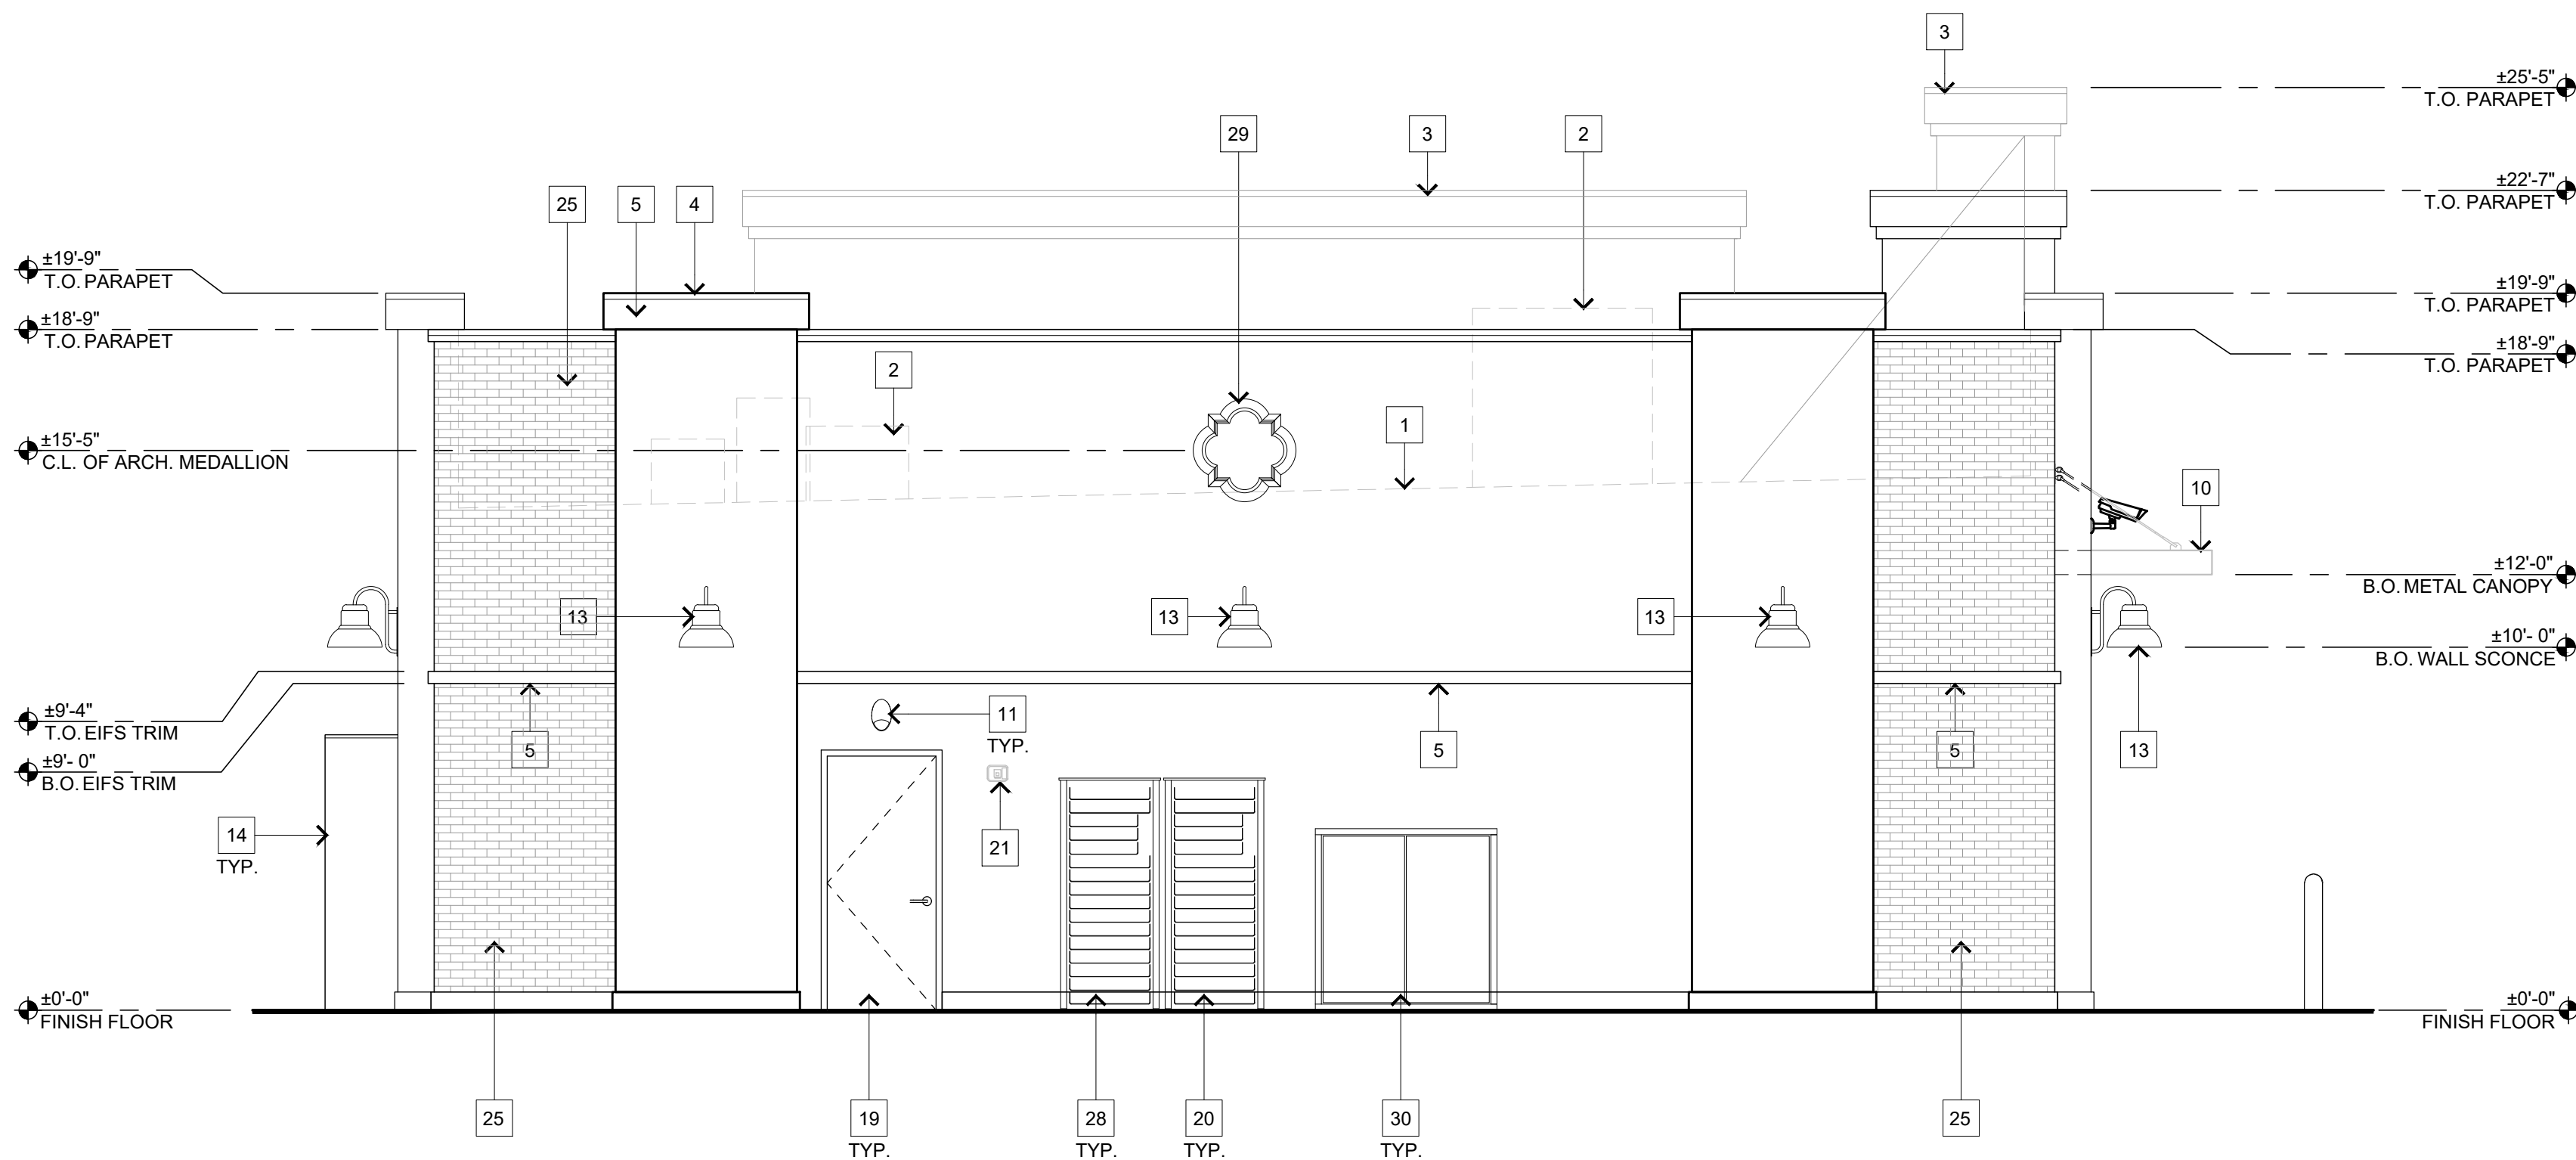 3
±25'-5"
T.O. PARAPET
29
3
2
±22'-7"
T.O. PARAPET
25
5
4
±19'-9"
T.O. PARAPET
±19'-9"
T.O. PARAPET
±18'-9"
T.O. PARAPET
±18'-9"
T.O. PARAPET
2
1
±15'-5"
C.L. OF ARCH. MEDALLION
10
±12'-0"
B.O. METAL CANOPY
13
13
13
±10'- 0"
B.O. WALL SCONCE
±9'-4"
T.O. EIFS TRIM
11
TYP.
5
5
5
13
±9'- 0"
B.O. EIFS TRIM
14
TYP.
21
±0'-0"
FINISH FLOOR
±0'-0"
FINISH FLOOR
25
19
TYP.
28
TYP.
20
TYP.
30
TYP.
25